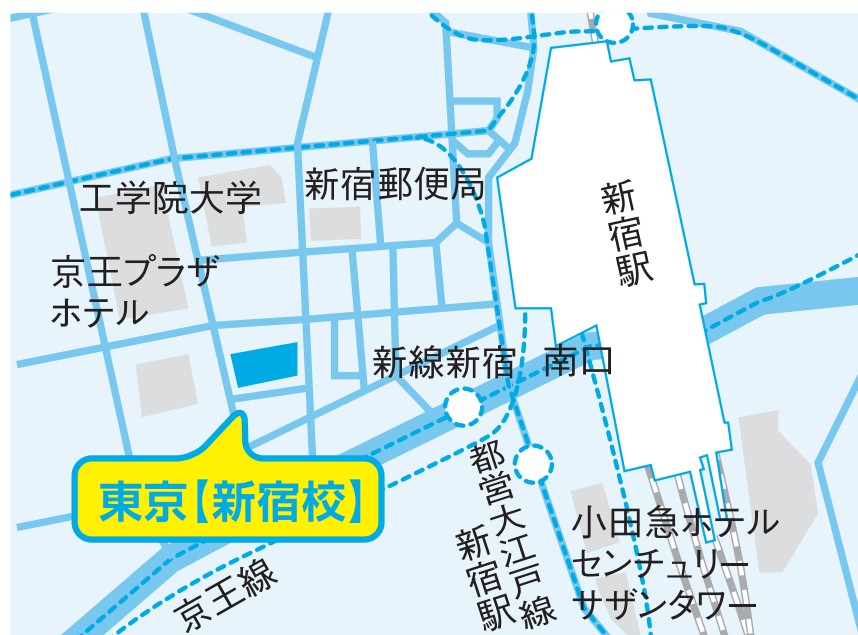 工学院大学
新宿郵便局
新宿駅
京王プラザ
ホテル
新線新宿
南口
東京【新宿校】
都営大江戸線
新宿駅
小田急ホテル
センチュリー
サザンタワー
京王線